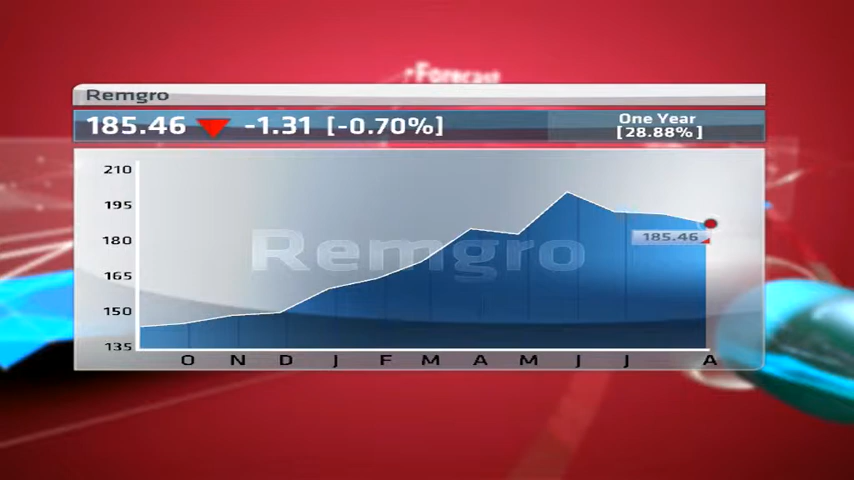 Forecast
Remgro
185.46 -1.31 [-0.70%]
One Year
[28.88%]
210
195
180
165
150
135
Remgro
185.46
O N D J F M A M J J A